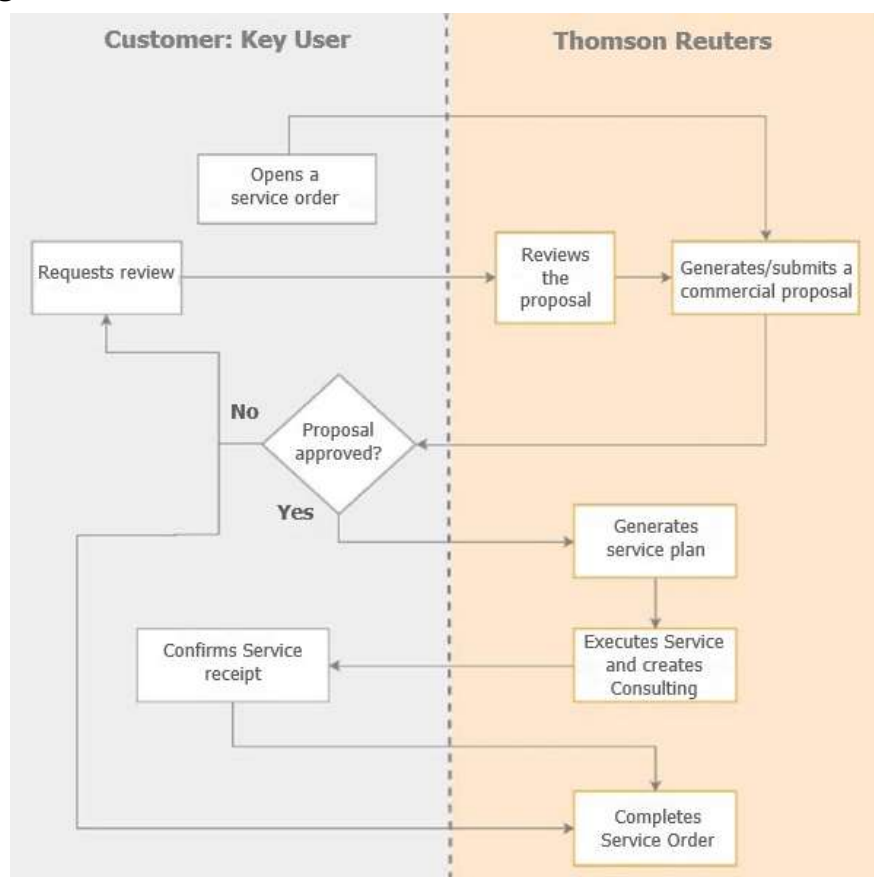 Customer: Key User
Thomson Reuters
Opens a
service order
Requests review
Reviews
the
proposal
Generates/submits a
commercial proposal
No
Proposal
approved?
Yes
Generates
service plan
Confirms Service
receipt
Executes Service
and creates
Consulting
Completes
Service Order